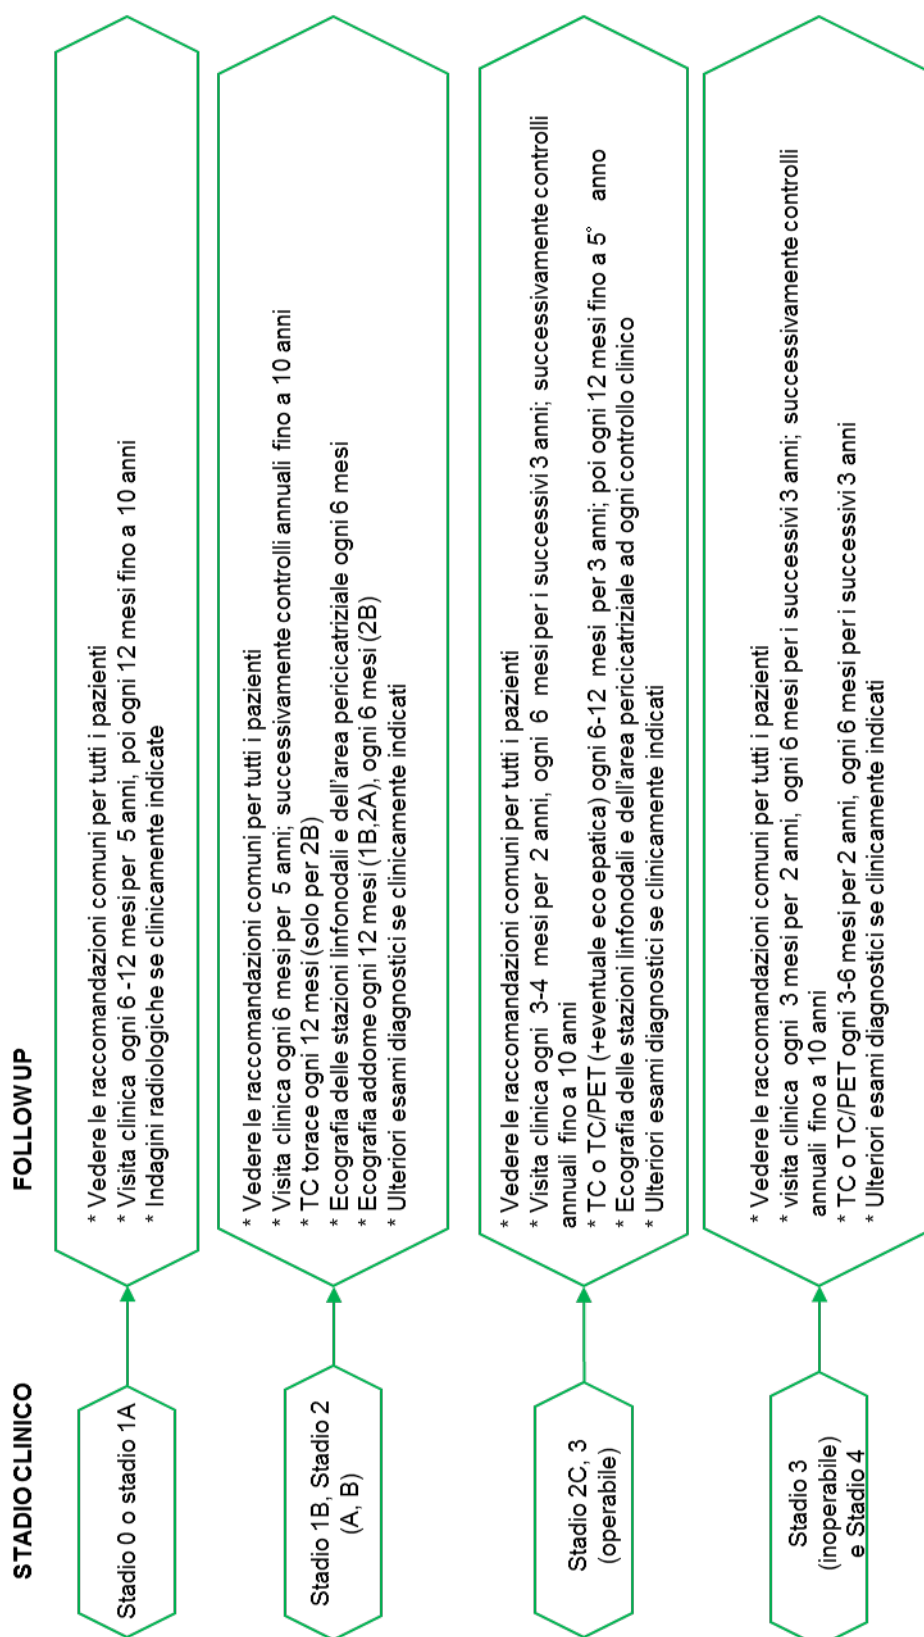 STADIO CLINICO
FOLLOW UP
Stadio 0 o stadio 1A
* Vedere le raccomandazioni comuni per tutti i pazienti
* Visita clinica ogni 6 -12 mesi per 5 anni, poi ogni 12 mesi fino a 10 anni
* Indagini radiologiche se clinicamente indicate
Stadio 1B, Stadio 2
(A, B)
* Vedere le raccomandazioni comuni per tutti i pazienti
* Visita clinica ogni 6 mesi per 5 anni; successivamente controlli annuali fino a 10 anni
* TC torace ogni 12 mesi (solo per 2B)
* Ecografia delle stazioni linfonodali e dell'area pericicatriziale ogni 6 mesi
* Ecografia addome ogni 12 mesi (1B,2A), ogni 6 mesi (2B)
* Ulteriori esami diagnostici se clinicamente indicati
Stadio 2C, 3
(operabile)
* Vedere le raccomandazioni comuni per tutti i pazienti
* Visita clinica ogni 3-4 mesi per 2 anni, ogni 6 mesi per i successivi 3 anni; successivamente controlli
annuali fino a 10 anni
* TC o TC/PET (+eventuale eco epatica) ogni 6-12 mesi per 3 anni; poi ogni 12 mesi fino a 5° anno
* Ecografia delle stazioni linfonodali e dell'area pericicatriziale ad ogni controllo clinico
* Ulteriori esami diagnostici se clinicamente indicati
Stadio 3
(inoperabile)
e Stadio 4
* Vedere le raccomandazioni comuni per tutti i pazienti
* visita clinica ogni 3 mesi per 2 anni, ogni 6 mesi per i successivi 3 anni; successivamente controlli
annuali fino a 10 anni
* TC o TC/PET ogni 3-6 mesi per 2 anni, ogni 6 mesi per i successivi 3 anni
* Ulteriori esami diagnostici se clinicamente indicati